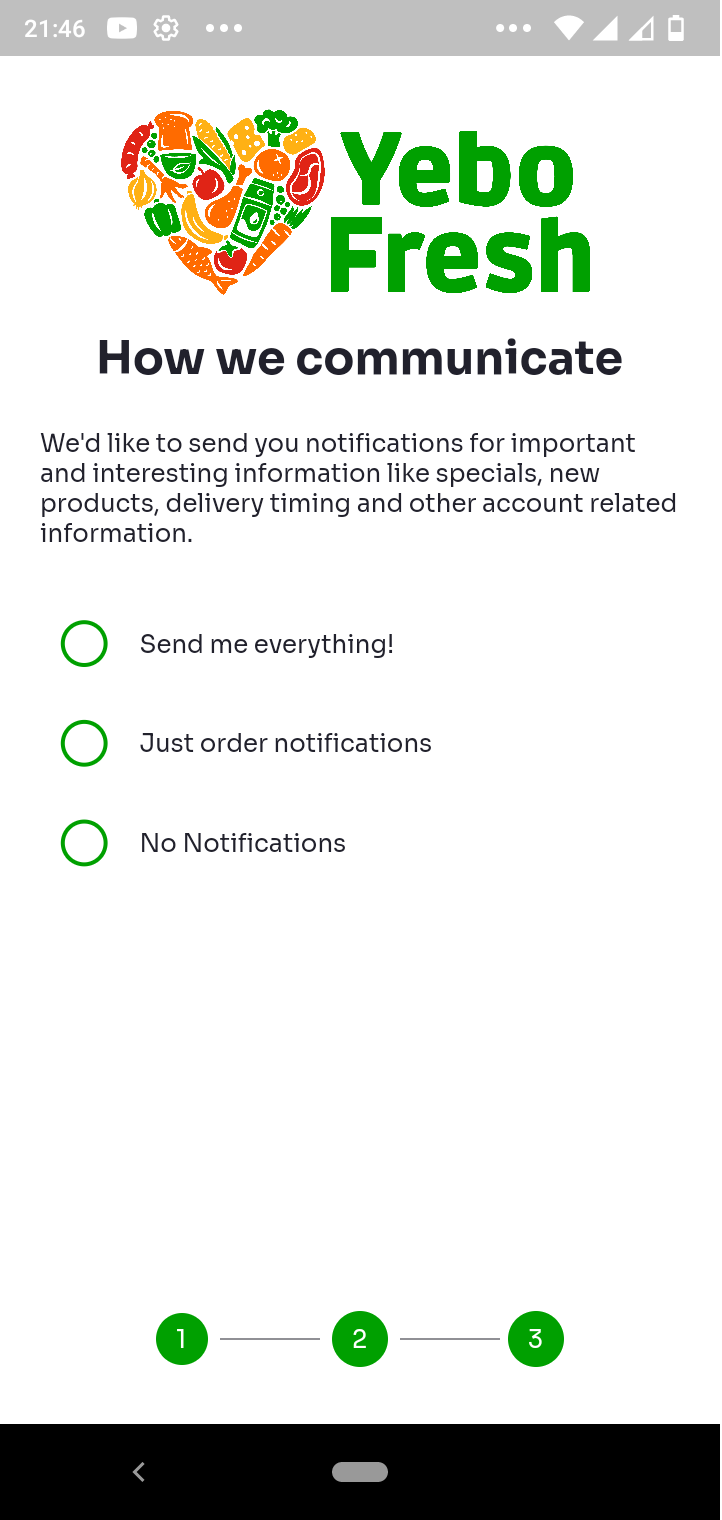 21:46
Yebo
Fresh
How we communicate
We'd like to send you notifications for important
and interesting information like specials, new
products, delivery timing and other account related
information.
Send me everything!
Just order notifications
No Notifications
1
2
3